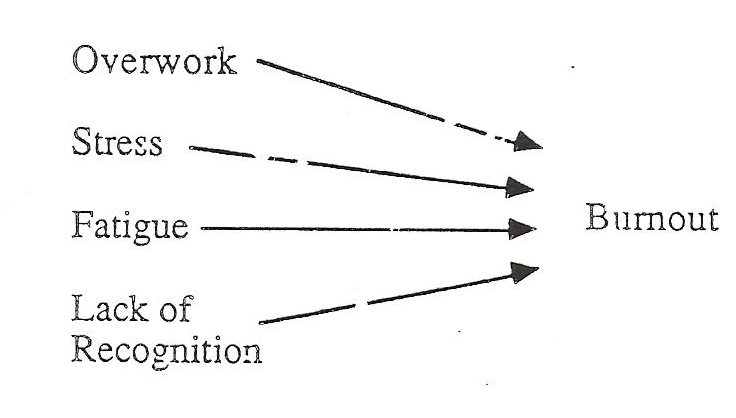 Overwork
Stress
Fatigue
Burnout
Lack of
Recognition